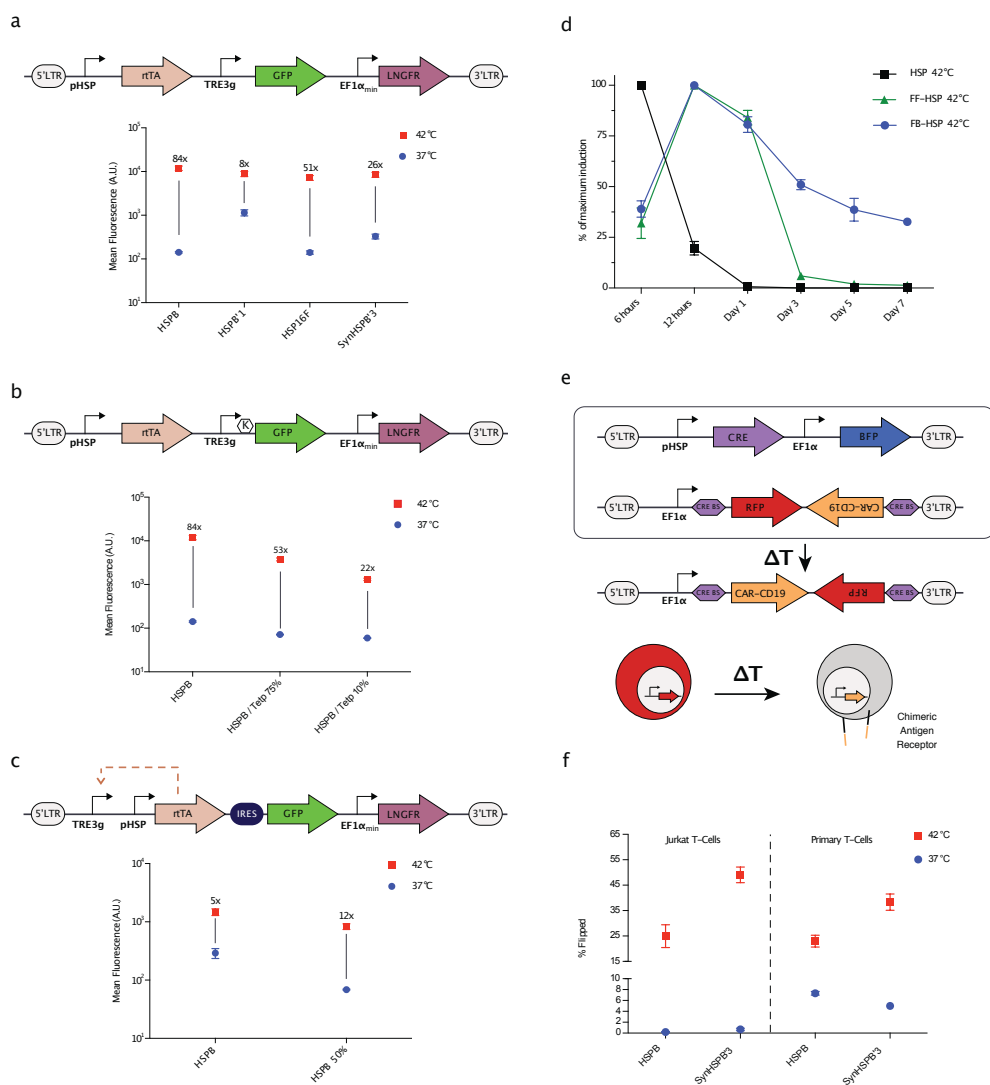 a
5'LTR rtTA GFP LNGFR 3'LTR
pHSP TRE3g EF1αmin
42°C
37°C
Mean Fluorescence (A.U.)
10⁵
10⁴
10³
10²
10¹
84x 8x 51x 26x
HSPB HSPB'1 HSP16F SynHSPB'3
b
5'LTR rtTA K GFP LNGFR 3'LTR
pHSP TRE3g EF1αmin
42°C
37°C
Mean Fluorescence (A.U.)
10⁵
10⁴
10³
10²
10¹
84x 53x 22x
HSPB HSPB / Tetp 75% HSPB / Tetp 10%
c
5'LTR rtTA IRES GFP LNGFR 3'LTR
TRE3g pHSP EF1αmin
42°C
37°C
Mean Fluorescence (A.U.)
10⁴
10³
10²
10¹
5x 12x
HSPB HSPB 50%
d
HSP 42°C
FF-HSP 42°C
FB-HSP 42°C
% of maximum induction
100
75
50
25
0
6 hours 12 hours Day 1 Day 3 Day 5 Day 7
e
5'LTR CRE BFP 3'LTR
pHSP EF1α
5'LTR CRE BS RFP CAR-CD19 CRE BS 3'LTR
EF1α
ΔT
5'LTR CRE BS CAR-CD19 RFP CRE BS 3'LTR
EF1α
ΔT
Chimeric
Antigen
Receptor
f
Jurkat T-Cells Primary T-Cells
42°C
37°C
% Flipped
65
55
45
35
25
15
10
8
6
4
2
0
HSPB SynHSPB'3 HSPB SynHSPB'3